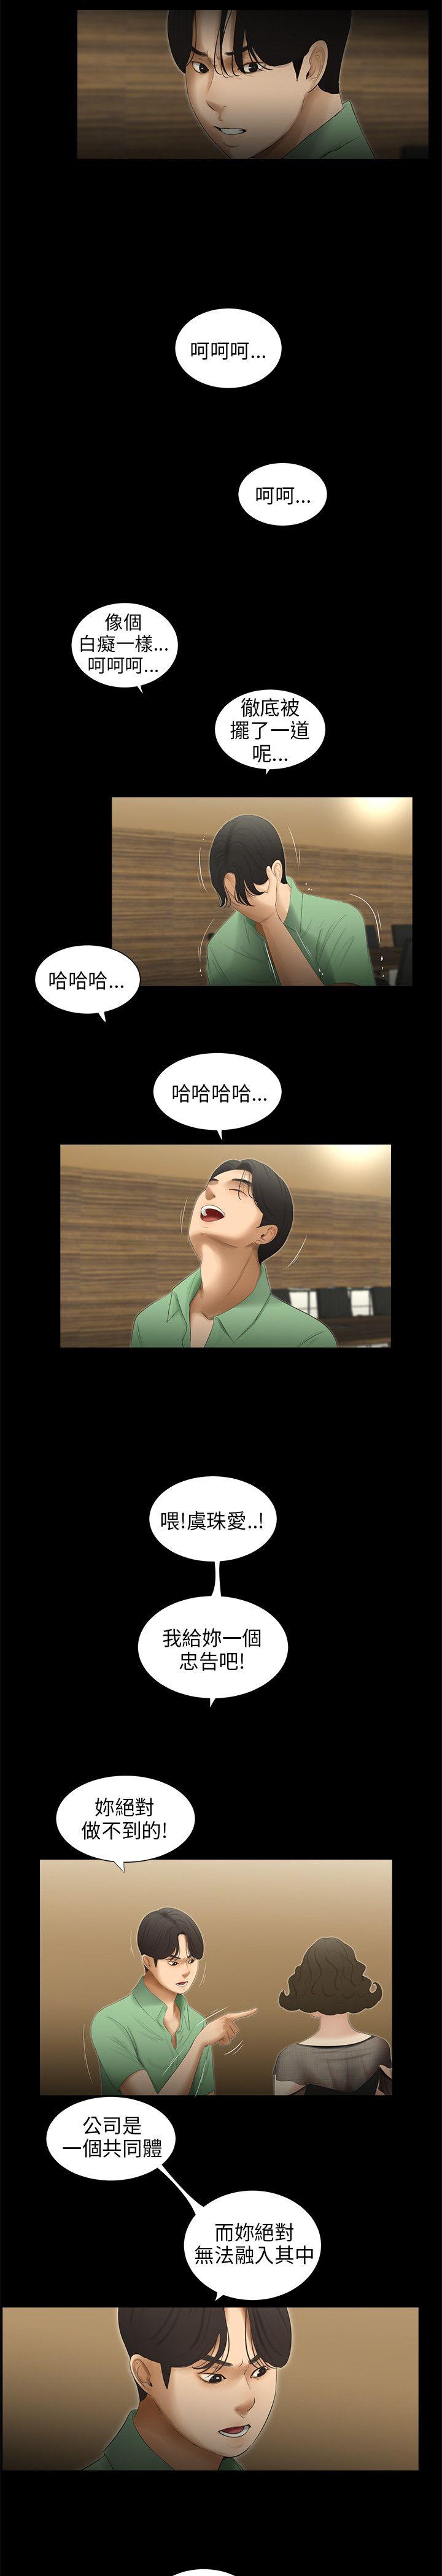 呵呵呵...
呵呵...
像個
白癡一樣...
呵呵呵...
徹底被
擺了一道
呢...
哈哈哈...
哈哈哈哈...
喂!虞珠愛..!
我給妳一個
忠告吧!
妳絕對
做不到的!
公司是
一個共同體
而妳絕對
無法融入其中